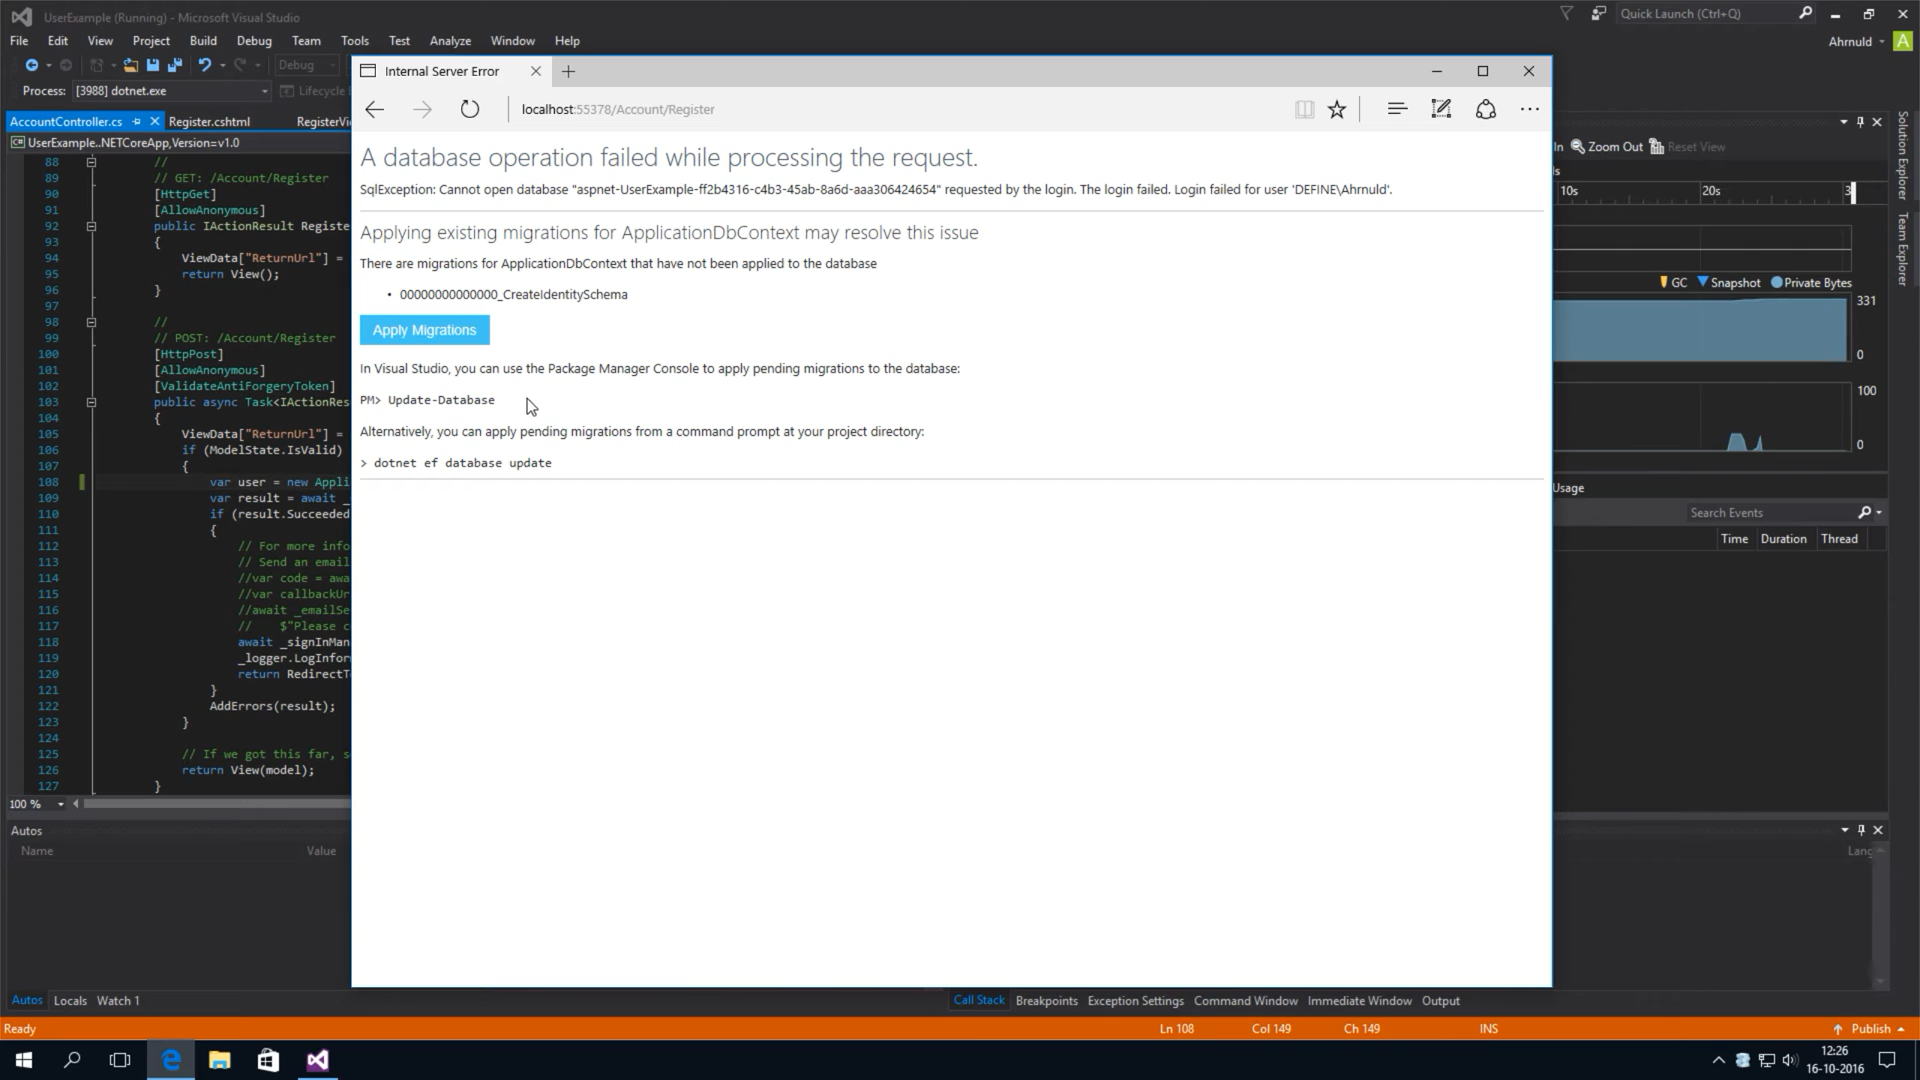 UserExample (Running) - Microsoft Visual Studio
Quick Launch (Ctrl+Q)
File Edit View Project Build Debug Team Tools Test Analyze Window Help
Ahrnuld A
Debug
Process: [3988] dotnet.exe
Lifecycle
AccountController.cs Register.cshtml RegisterVi
UserExample..NETCoreApp,Version=v1.0
88 //
89 // GET: /Account/Register
90 [HttpGet]
91 [AllowAnonymous]
92 public IActionResult Registe
93 {
94 ViewData["ReturnUrl"] =
95 return View();
96 }
97
98 //
99 // POST: /Account/Register
100 [HttpPost]
101 [AllowAnonymous]
102 [ValidateAntiForgeryToken]
103 public async Task<IActionRes
104 {
105 ViewData["ReturnUrl"] =
106 if (ModelState.IsValid)
107 {
108 var user = new Appli
109 var result = await _
110 if (result.Succeeded
111 {
112 // For more info
113 // Send an email
114 //var code = awa
115 //var callbackUr
116 //await _emailSe
117 // $"Please c
118 await _signInMan
119 _logger.LogInfor
120 return RedirectT
121 }
122 AddErrors(result);
123 }
124
125 // If we got this far, s
126 return View(model);
127 }
100 %
Internal Server Error
localhost:55378/Account/Register
A database operation failed while processing the request.
SqlException: Cannot open database "aspnet-UserExample-ff2b4316-c4b3-45ab-8a6d-aaa306424654" requested by the login. The login failed. Login failed for user 'DEFINE\Ahrnuld'.
Applying existing migrations for ApplicationDbContext may resolve this issue
There are migrations for ApplicationDbContext that have not been applied to the database
• 00000000000000_CreateIdentitySchema
Apply Migrations
In Visual Studio, you can use the Package Manager Console to apply pending migrations to the database:
PM> Update-Database
Alternatively, you can apply pending migrations from a command prompt at your project directory:
> dotnet ef database update
In Zoom Out Reset View
s
10s 20s 3
GC Snapshot Private Bytes
331
0
100
0
Usage
Search Events
Time Duration Thread
Solution Explorer
Team Explorer
Autos
Name Value
Lang
Autos Locals Watch 1
Call Stack Breakpoints Exception Settings Command Window Immediate Window Output
Ready
Ln 108 Col 149 Ch 149 INS
Publish
12:26
16-10-2016